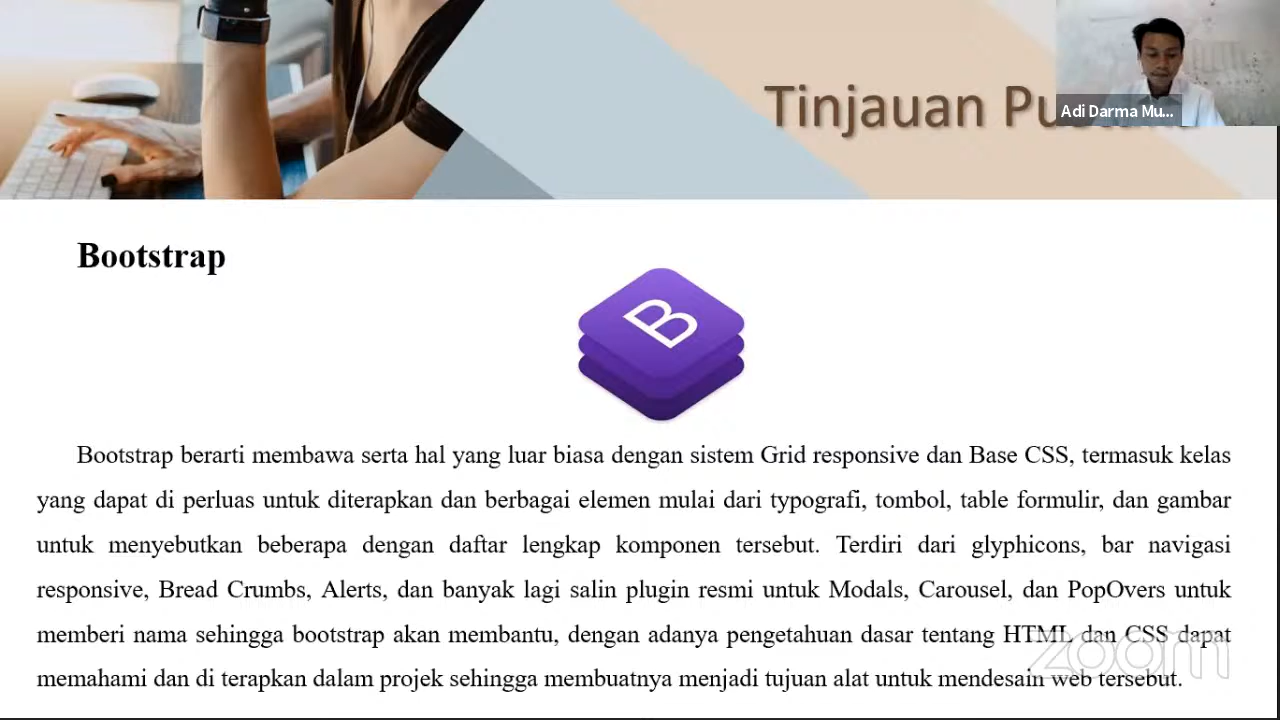 Tinjauan
Adi Darma Mu...
Bootstrap
B
Bootstrap berarti membawa serta hal yang luar biasa dengan sistem Grid responsive dan Base CSS, termasuk kelas
yang dapat di perluas untuk diterapkan dan berbagai elemen mulai dari typografi, tombol, table formulir, dan gambar
untuk menyebutkan beberapa dengan daftar lengkap komponen tersebut. Terdiri dari glyphicons, bar navigasi
responsive, Bread Crumbs, Alerts, dan banyak lagi salin plugin resmi untuk Modals, Carousel, dan PopOvers untuk
memberi nama sehingga bootstrap akan membantu, dengan adanya pengetahuan dasar tentang HTML dan CSS dapat
memahami dan di terapkan dalam projek sehingga membuatnya menjadi tujuan alat untuk mendesain web tersebut.
zoom